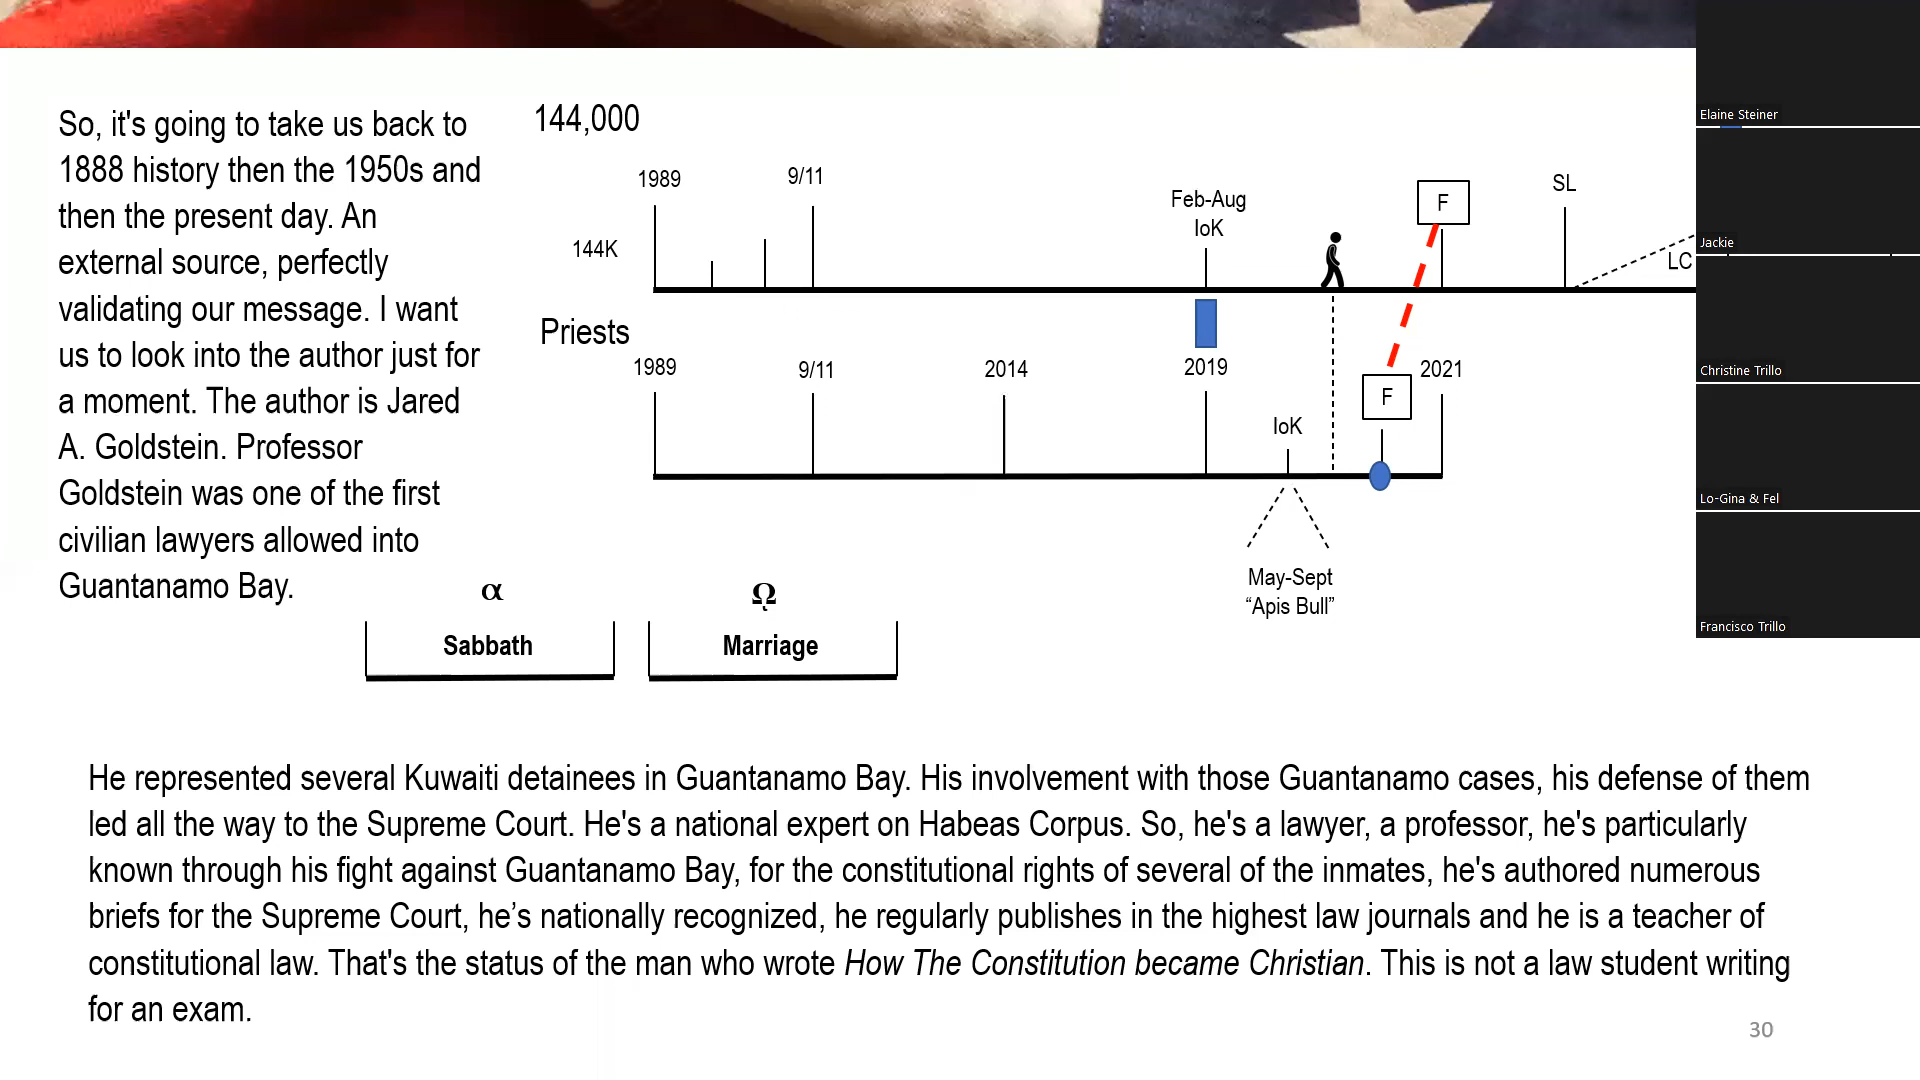 So, it's going to take us back to
1888 history then the 1950s and
then the present day. An
external source, perfectly
validating our message. I want
us to look into the author just for
a moment. The author is Jared
A. Goldstein. Professor
Goldstein was one of the first
civilian lawyers allowed into
Guantanamo Bay.
144,000
1989
9/11
Feb-Aug
IoK
F
SL
144K
LC
Priests
1989
9/11
2014
2019
2021
F
IoK
May-Sept
“Apis Bull”
α
Ω
Sabbath
Marriage
He represented several Kuwaiti detainees in Guantanamo Bay. His involvement with those Guantanamo cases, his defense of them
led all the way to the Supreme Court. He's a national expert on Habeas Corpus. So, he's a lawyer, a professor, he's particularly
known through his fight against Guantanamo Bay, for the constitutional rights of several of the inmates, he's authored numerous
briefs for the Supreme Court, he’s nationally recognized, he regularly publishes in the highest law journals and he is a teacher of
constitutional law. That's the status of the man who wrote How The Constitution became Christian. This is not a law student writing
for an exam.
30
Elaine Steiner
Jackie
Christine Trillo
Lo-Gina & Fel
Francisco Trillo